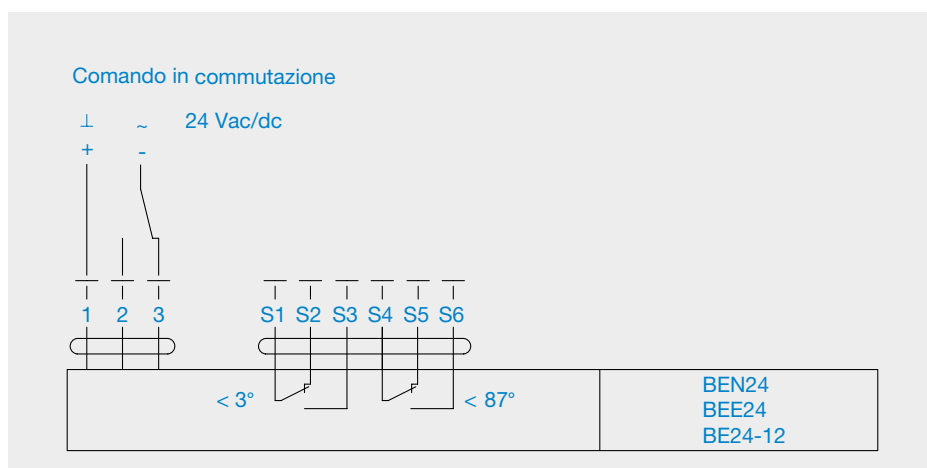 Comando in commutazione
⊥ ~ 24 Vac/dc
+ -
1 2 3 S1 S2 S3 S4 S5 S6
< 3° < 87°
BEN24
BEE24
BE24-12